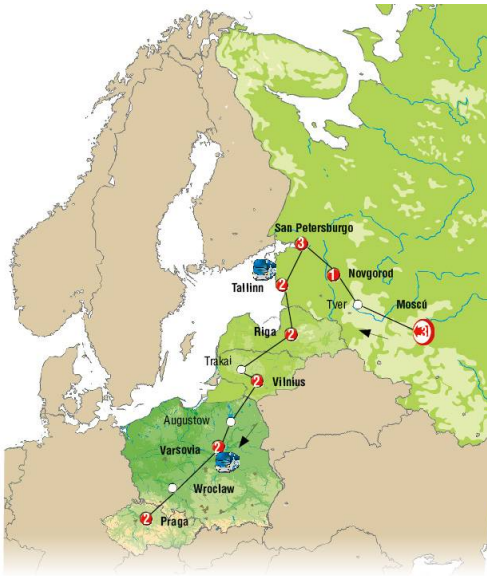 San Petersburgo
3
1
Novgorod
Tallinn
2
Tver
Moscú
3
Riga
2
Trakai
2
Vilnius
Augustow
Varsovia
2
Wrocław
2
Praga